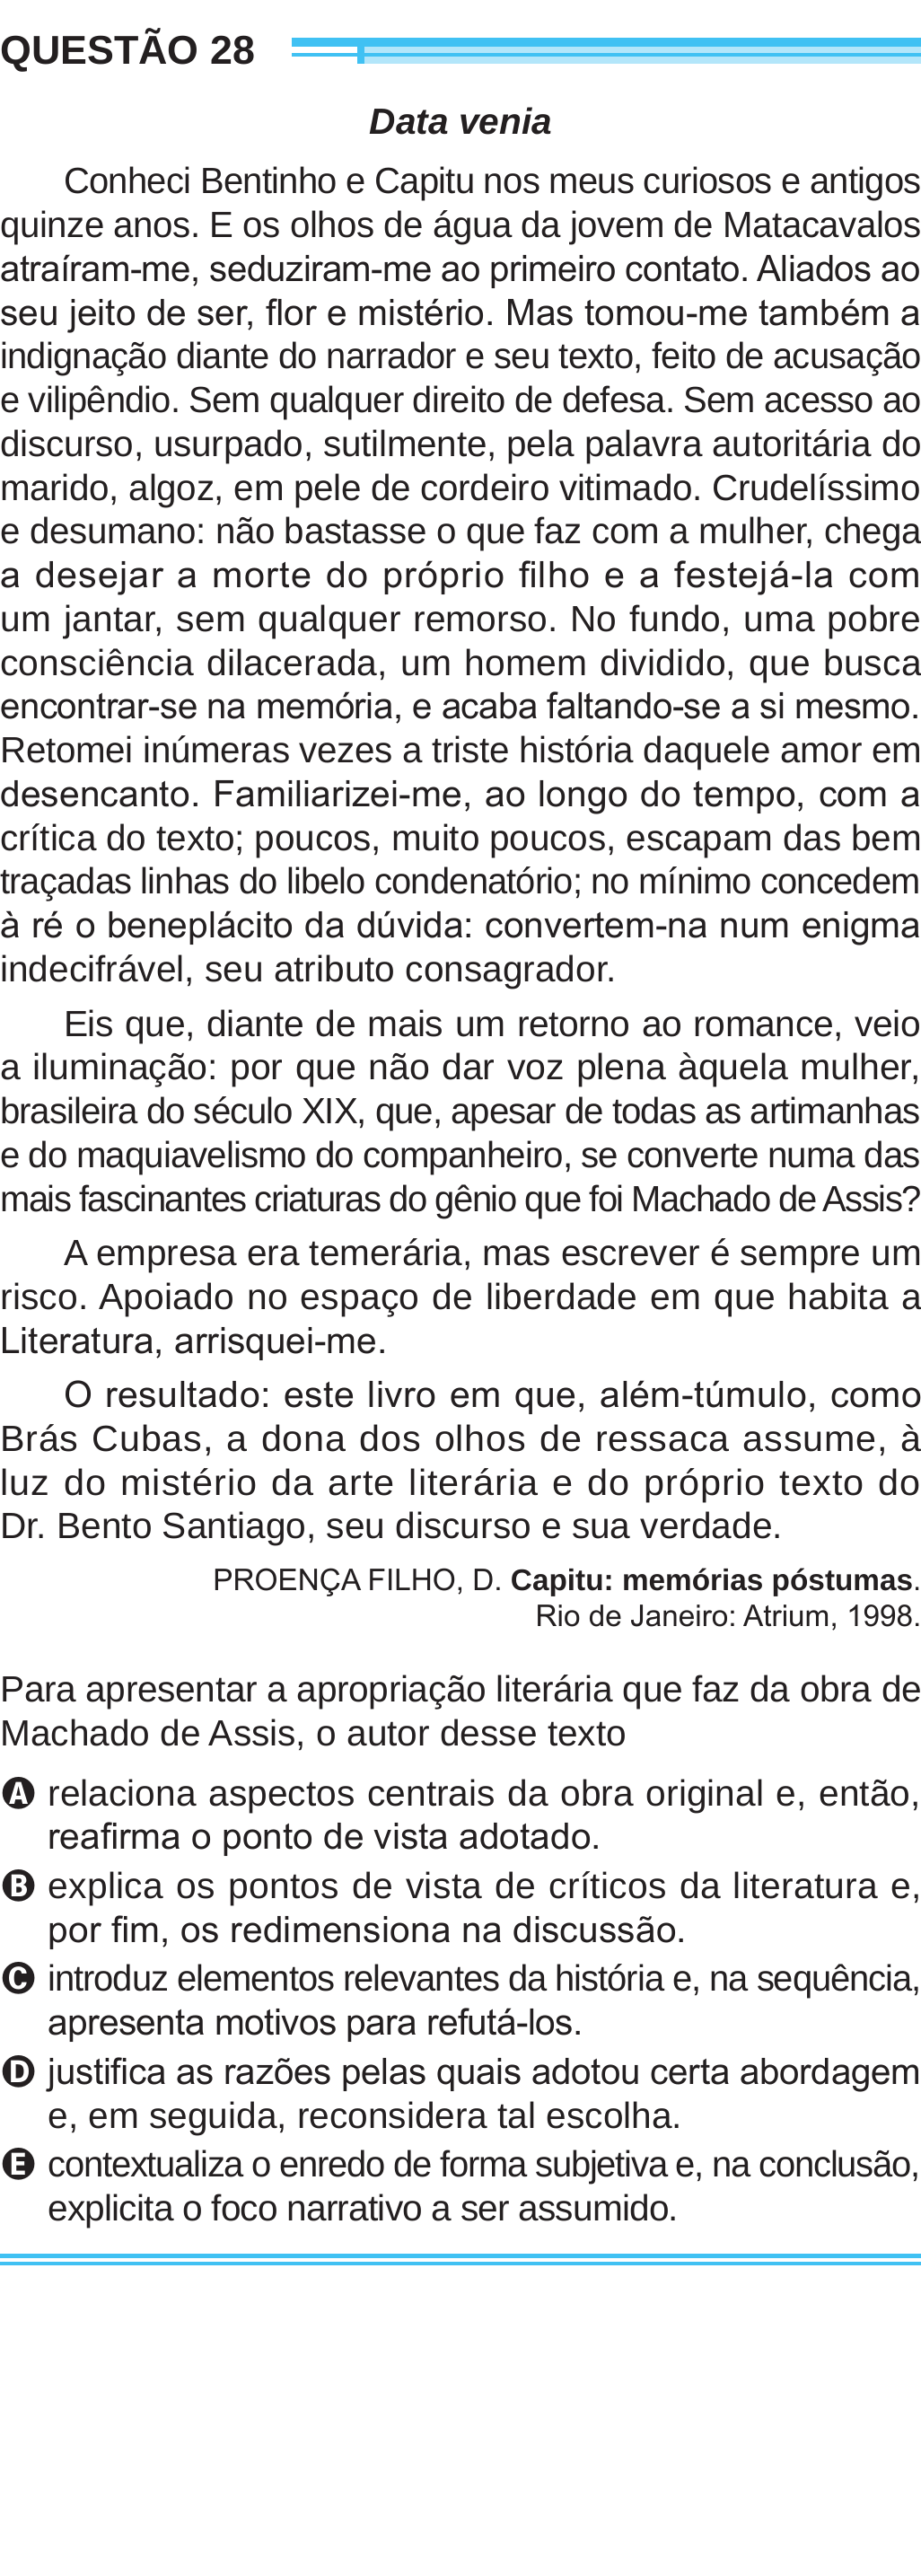 QUESTÃO 28
Data venia
Conheci Bentinho e Capitu nos meus curiosos e antigos
quinze anos. E os olhos de água da jovem de Matacavalos
atraíram-me, seduziram-me ao primeiro contato. Aliados ao
seu jeito de ser, flor e mistério. Mas tomou-me também a
indignação diante do narrador e seu texto, feito de acusação
e vilipêndio. Sem qualquer direito de defesa. Sem acesso ao
discurso, usurpado, sutilmente, pela palavra autoritária do
marido, algoz, em pele de cordeiro vitimado. Crudelíssimo
e desumano: não bastasse o que faz com a mulher, chega
a desejar a morte do próprio filho e a festejá-la com
um jantar, sem qualquer remorso. No fundo, uma pobre
consciência dilacerada, um homem dividido, que busca
encontrar-se na memória, e acaba faltando-se a si mesmo.
Retomei inúmeras vezes a triste história daquele amor em
desencanto. Familiarizei-me, ao longo do tempo, com a
crítica do texto; poucos, muito poucos, escapam das bem
traçadas linhas do libelo condenatório; no mínimo concedem
à ré o beneplácito da dúvida: convertem-na num enigma
indecifrável, seu atributo consagrador.
Eis que, diante de mais um retorno ao romance, veio
a iluminação: por que não dar voz plena àquela mulher,
brasileira do século XIX, que, apesar de todas as artimanhas
e do maquiavelismo do companheiro, se converte numa das
mais fascinantes criaturas do gênio que foi Machado de Assis?
A empresa era temerária, mas escrever é sempre um
risco. Apoiado no espaço de liberdade em que habita a
Literatura, arrisquei-me.
O resultado: este livro em que, além-túmulo, como
Brás Cubas, a dona dos olhos de ressaca assume, à
luz do mistério da arte literária e do próprio texto do
Dr. Bento Santiago, seu discurso e sua verdade.
PROENÇA FILHO, D. Capitu: memórias póstumas.
Rio de Janeiro: Atrium, 1998.
Para apresentar a apropriação literária que faz da obra de
Machado de Assis, o autor desse texto
A relaciona aspectos centrais da obra original e, então,
reafirma o ponto de vista adotado.
B explica os pontos de vista de críticos da literatura e,
por fim, os redimensiona na discussão.
C introduz elementos relevantes da história e, na sequência,
apresenta motivos para refutá-los.
D justifica as razões pelas quais adotou certa abordagem
e, em seguida, reconsidera tal escolha.
E contextualiza o enredo de forma subjetiva e, na conclusão,
explicita o foco narrativo a ser assumido.